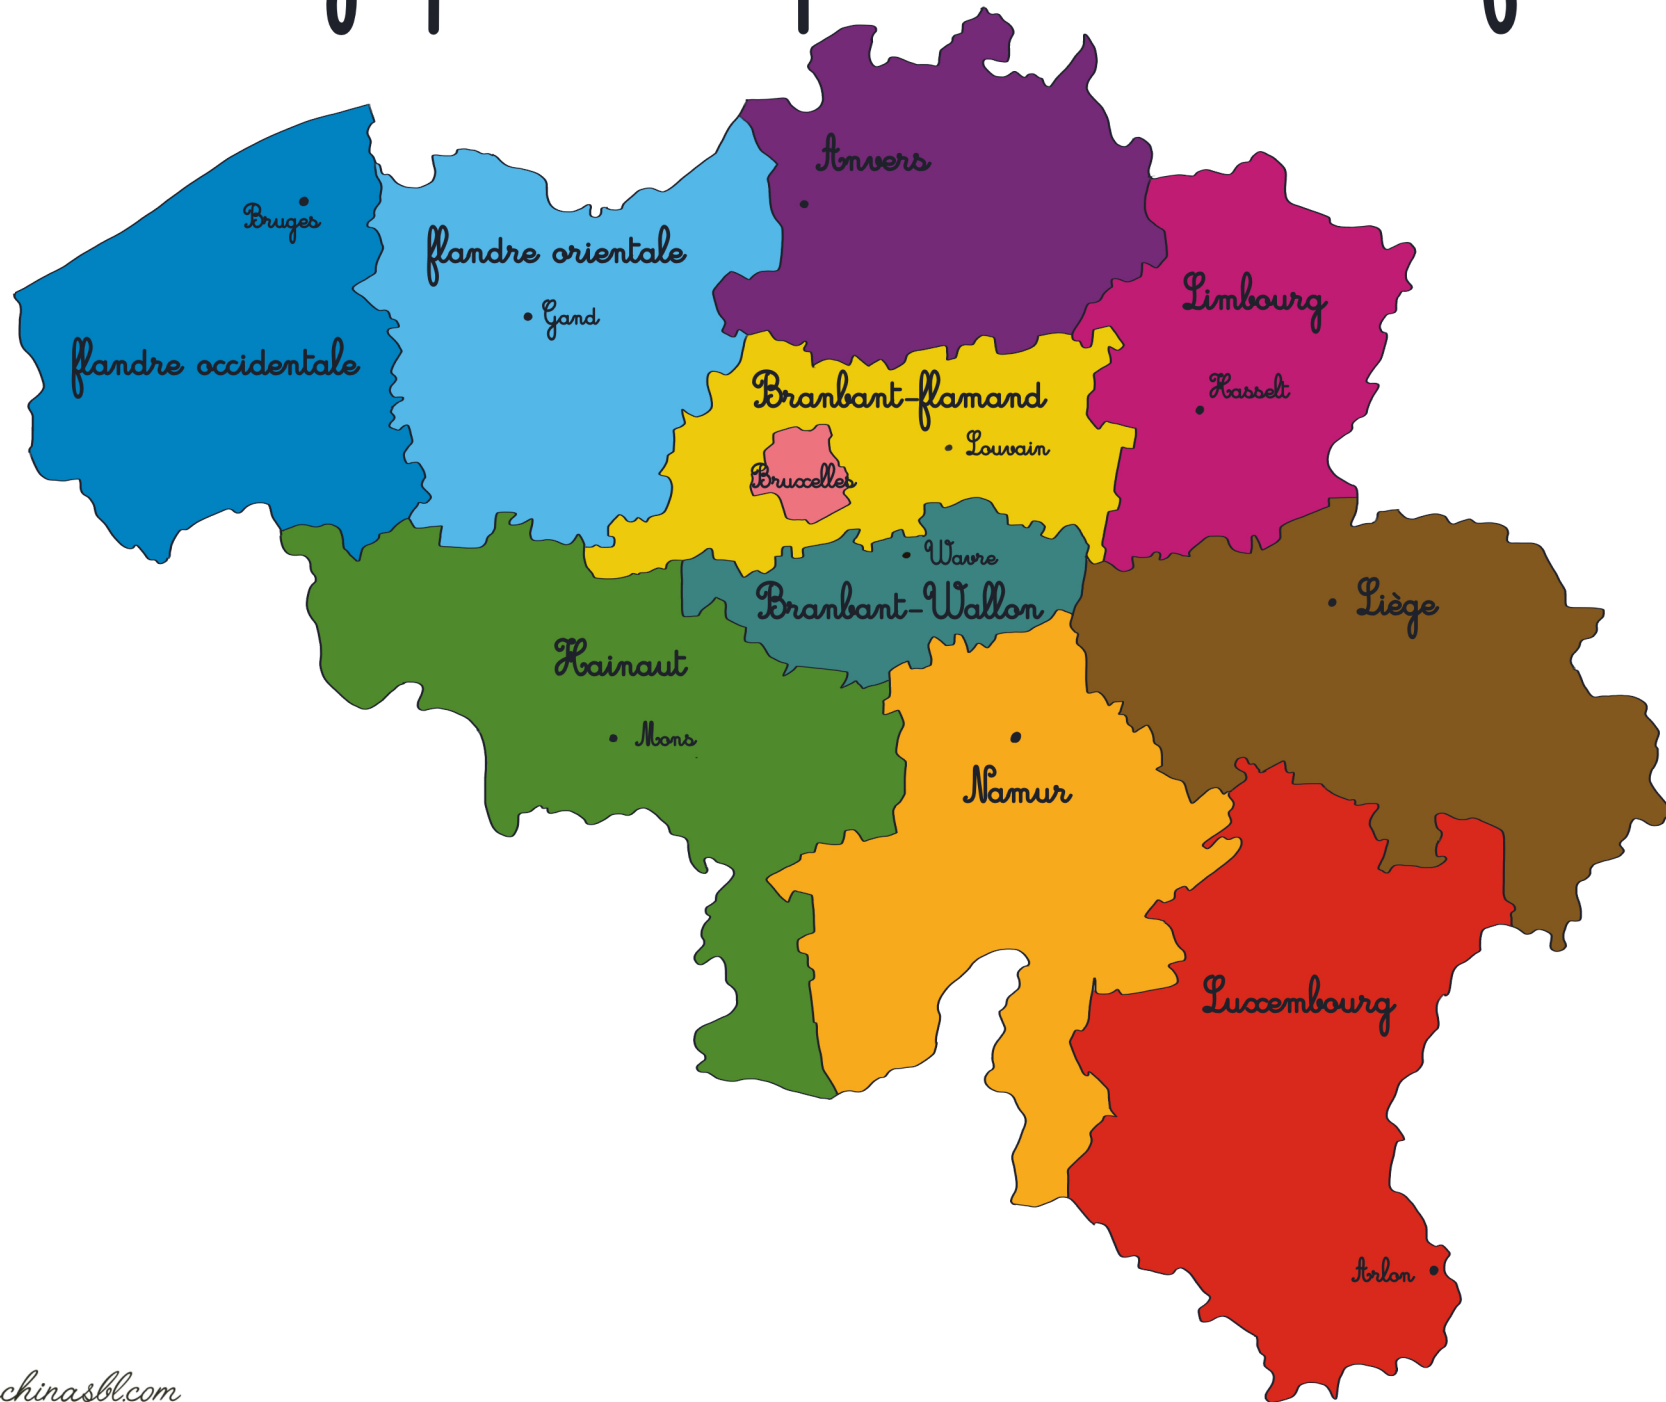 Anvers
Bruges
flandre orientale
Limbourg
Gand
flandre occidentale
Hasselt
Branbant-flamand
Louvain
Bruxelles
Wavre
Branbant-Wallon
Liège
Hainaut
Mons
Namur
Luxembourg
Arlon
chinasbl.com